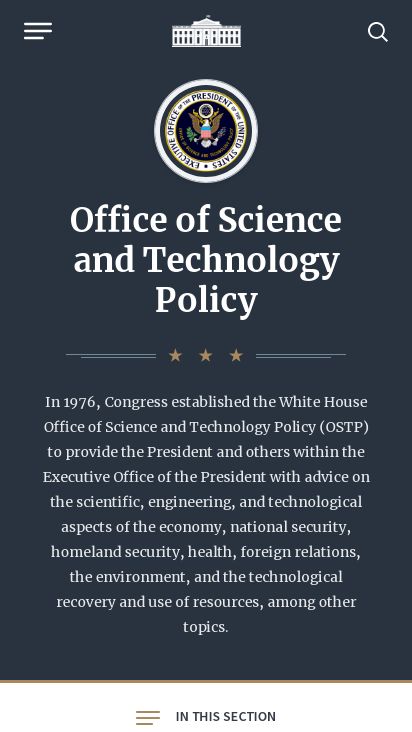 EXECUTIVE OFFICE OF THE PRESIDENT OF THE UNITED STATES
Office of Science
and Technology
Policy
In 1976, Congress established the White House
Office of Science and Technology Policy (OSTP)
to provide the President and others within the
Executive Office of the President with advice on
the scientific, engineering, and technological
aspects of the economy, national security,
homeland security, health, foreign relations,
the environment, and the technological
recovery and use of resources, among other
topics.
IN THIS SECTION